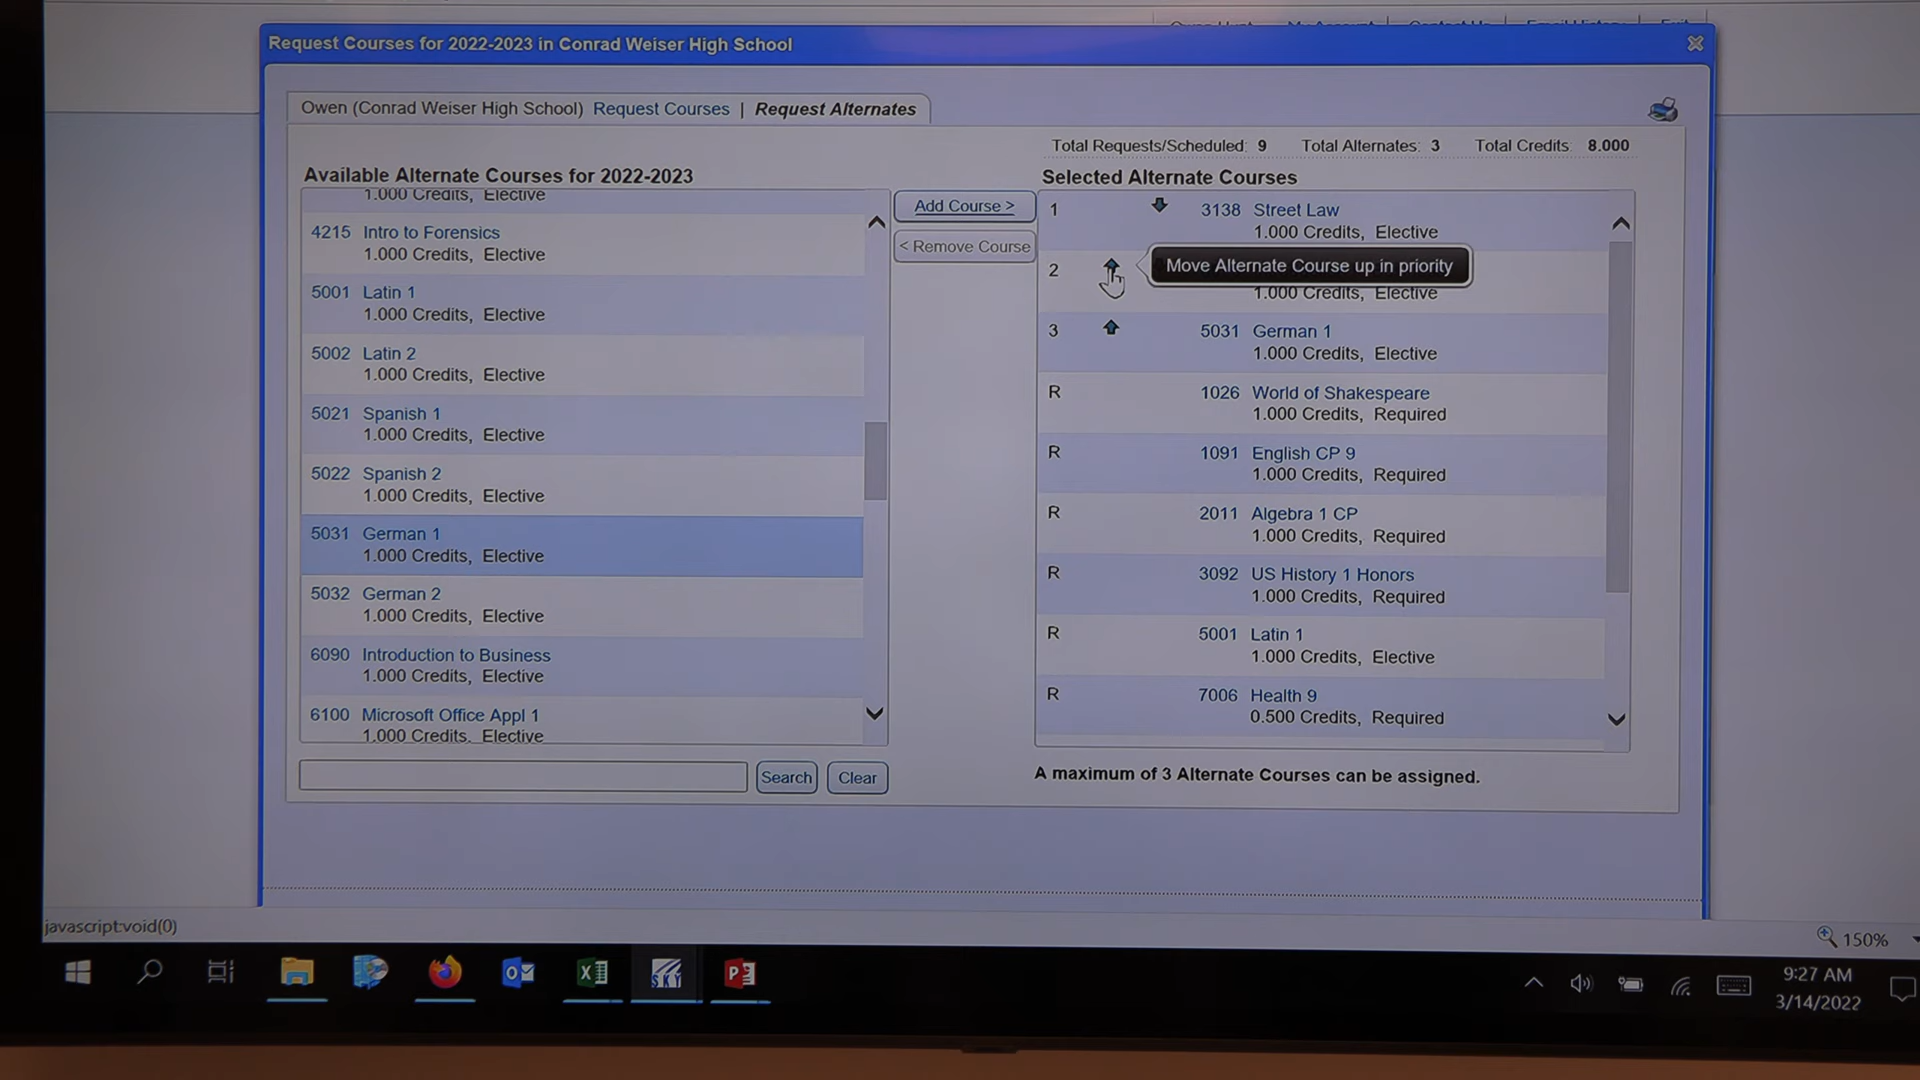 Owen Hunt My Account Contact Us Email History Exit
Request Courses for 2022-2023 in Conrad Weiser High School
Owen (Conrad Weiser High School) Request Courses | Request Alternates
Total Requests/Scheduled: 9 Total Alternates: 3 Total Credits 8.000
Available Alternate Courses for 2022-2023
1.000 Credits, Elective
4215 Intro to Forensics
1.000 Credits, Elective
5001 Latin 1
1.000 Credits, Elective
5002 Latin 2
1.000 Credits, Elective
5021 Spanish 1
1.000 Credits, Elective
5022 Spanish 2
1.000 Credits, Elective
5031 German 1
1.000 Credits, Elective
5032 German 2
1.000 Credits, Elective
6090 Introduction to Business
1.000 Credits, Elective
6100 Microsoft Office Appl 1
1.000 Credits, Elective
Search Clear
Add Course >
< Remove Course
Selected Alternate Courses
1 3138 Street Law
1.000 Credits, Elective
2
Move Alternate Course up in priority
1.000 Credits, Elective
3 5031 German 1
1.000 Credits, Elective
R 1026 World of Shakespeare
1.000 Credits, Required
R 1091 English CP 9
1.000 Credits, Required
R 2011 Algebra 1 CP
1.000 Credits, Required
R 3092 US History 1 Honors
1.000 Credits, Required
R 5001 Latin 1
1.000 Credits, Elective
R 7006 Health 9
0.500 Credits, Required
A maximum of 3 Alternate Courses can be assigned.
javascript:void(0)
150%
SKY
9:27 AM
3/14/2022